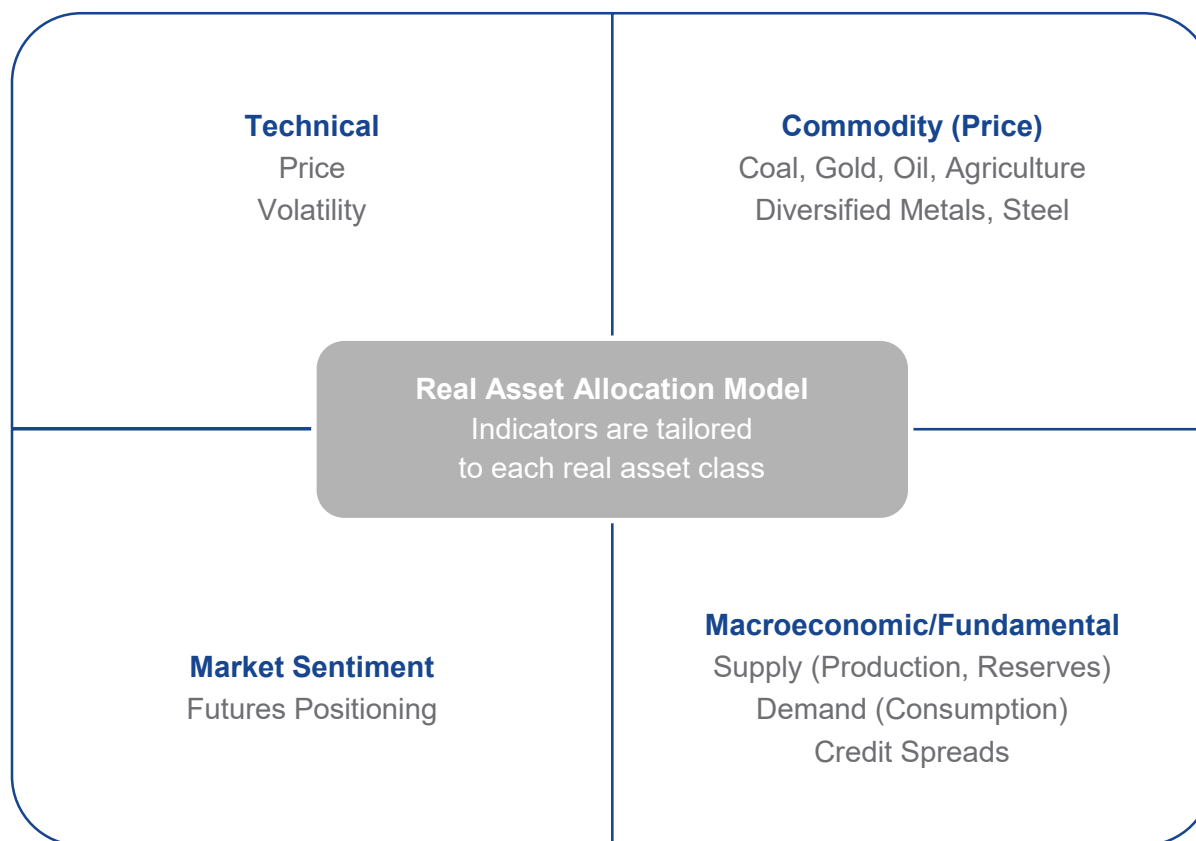 Technical
Price
Volatility
Commodity (Price)
Coal, Gold, Oil, Agriculture
Diversified Metals, Steel
Real Asset Allocation Model
Indicators are tailored
to each real asset class
Market Sentiment
Futures Positioning
Macroeconomic/Fundamental
Supply (Production, Reserves)
Demand (Consumption)
Credit Spreads